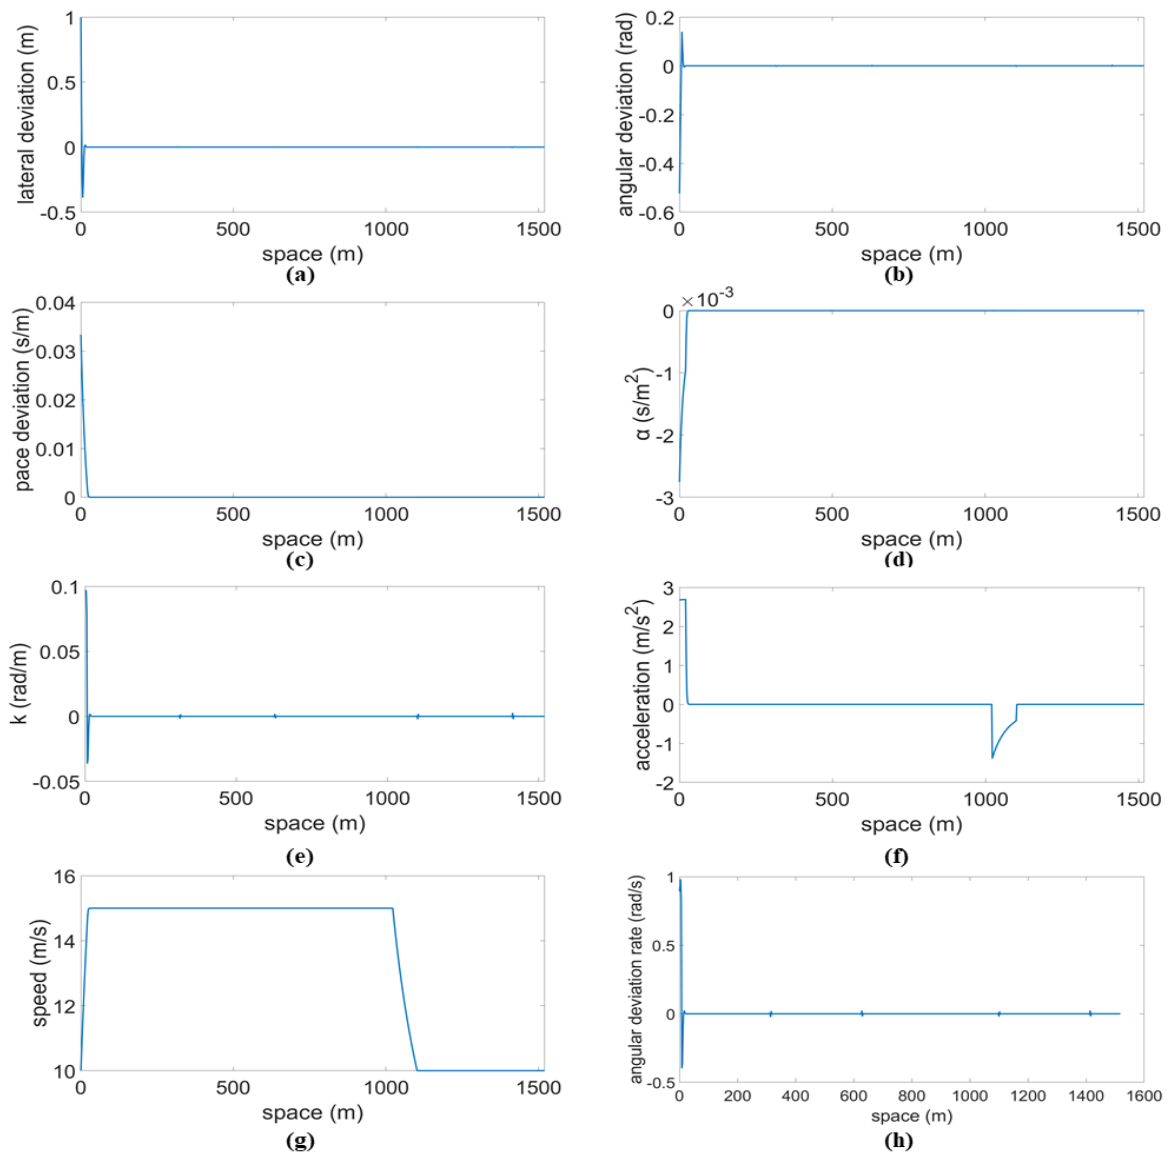 lateral deviation (m)
1
0.5
0
-0.5
0 500 1000 1500
space (m)
(a)
angular deviation (rad)
0.2
0
-0.2
-0.4
-0.6
0 500 1000 1500
space (m)
(b)
pace deviation (s/m)
0.04
0.03
0.02
0.01
0
0 500 1000 1500
space (m)
(c)
×10-3
α (s/m2)
0
-1
-2
-3
0 500 1000 1500
space (m)
(d)
k (rad/m)
0.1
0.05
0
-0.05
0 500 1000 1500
space (m)
(e)
acceleration (m/s2)
3
2
1
0
-1
-2
0 500 1000 1500
space (m)
(f)
speed (m/s)
16
14
12
10
0 500 1000 1500
space (m)
(g)
angular deviation rate (rad/s)
1
0.5
0
-0.5
0 200 400 600 800 1000 1200 1400 1600
space (m)
(h)